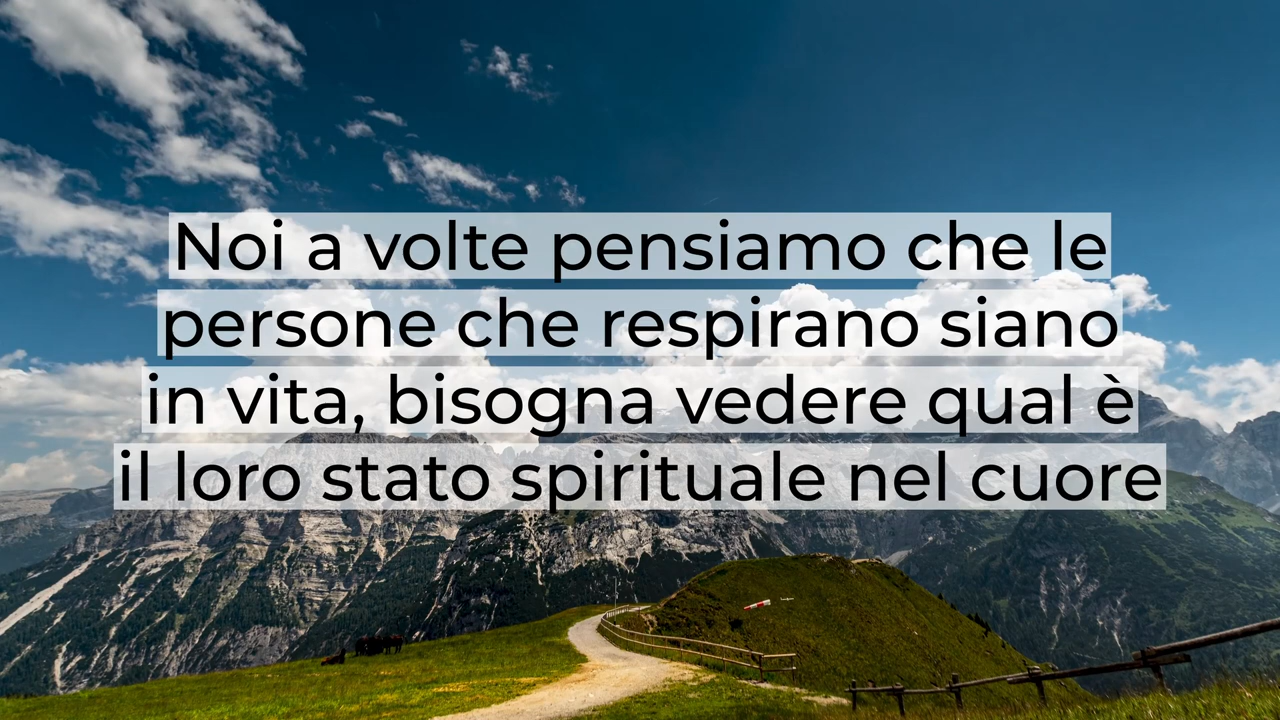 Noi a volte pensiamo che le
persone che respirano siano
in vita, bisogna vedere qual è
il loro stato spirituale nel cuore